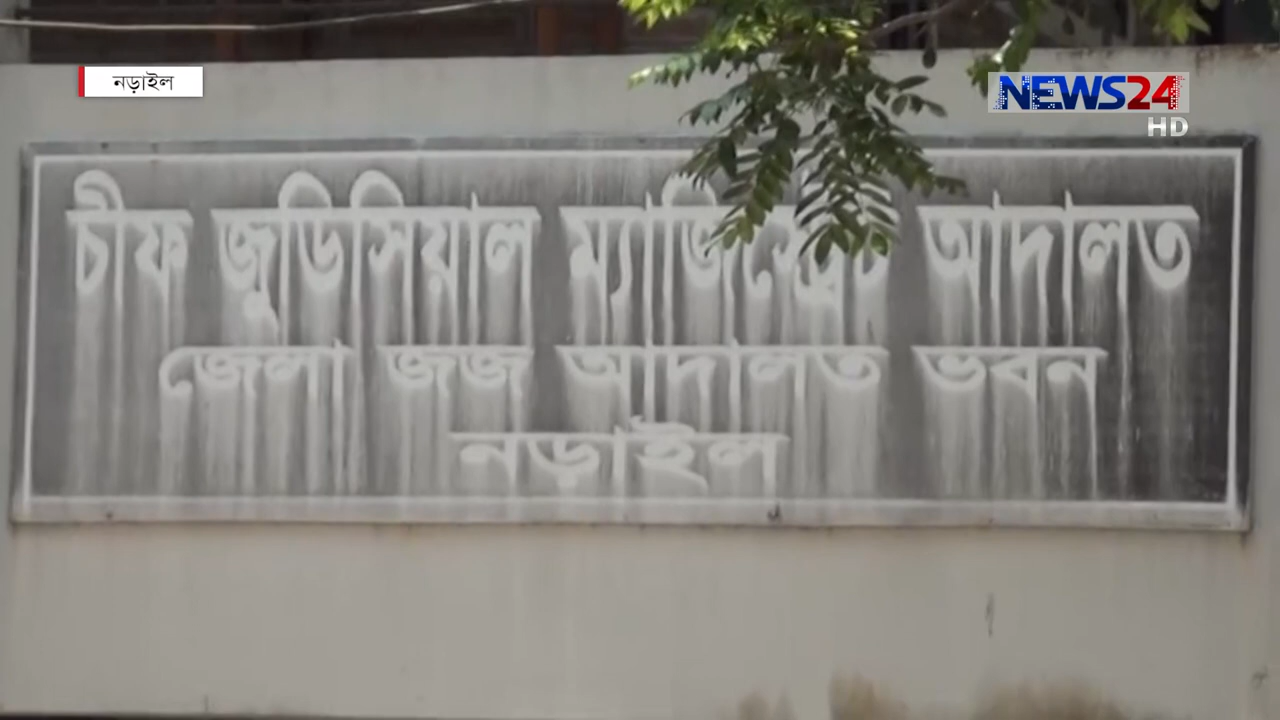 নড়াইল
NEWS24
HD
চীফ জুডিসিয়াল ম্যাজিস্ট্রেট আদালত
জেলা জজ আদালত ভবন
নড়াইল